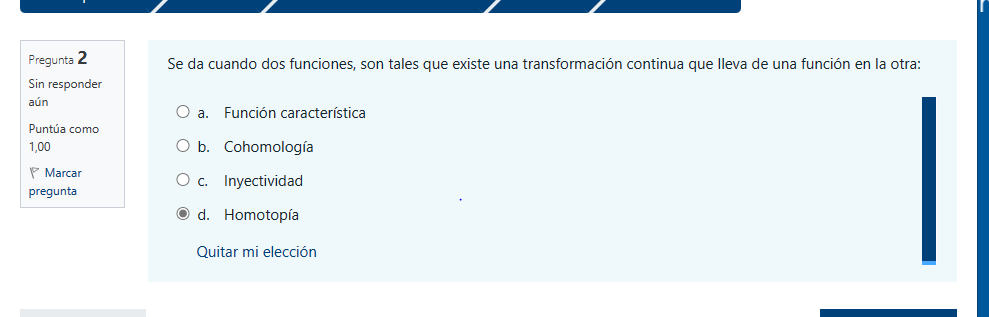 Pregunta 2
Sin responder
aún
Puntúa como
1,00
Marcar
pregunta
Se da cuando dos funciones, son tales que existe una transformación continua que lleva de una función en la otra:
a. Función característica
b. Cohomología
c. Inyectividad
d. Homotopía
Quitar mi elección